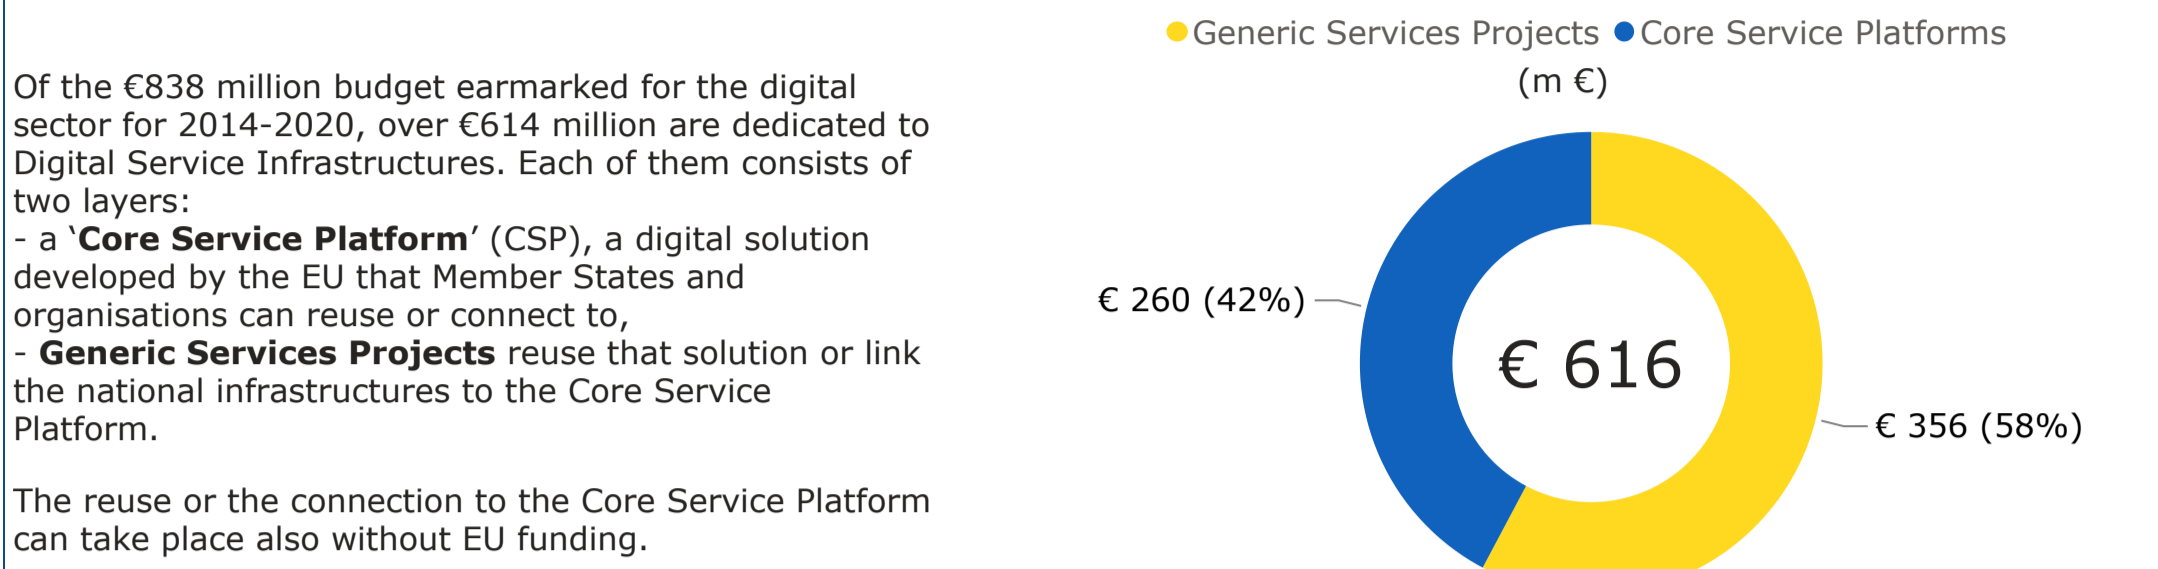 Of the €838 million budget earmarked for the digital
sector for 2014-2020, over €614 million are dedicated to
Digital Service Infrastructures. Each of them consists of
two layers:
- a ‘Core Service Platform’ (CSP), a digital solution
developed by the EU that Member States and
organisations can reuse or connect to,
- Generic Services Projects reuse that solution or link
the national infrastructures to the Core Service
Platform.
The reuse or the connection to the Core Service Platform
can take place also without EU funding.
Generic Services Projects Core Service Platforms
(m €)
€ 260 (42%)
€ 616
€ 356 (58%)